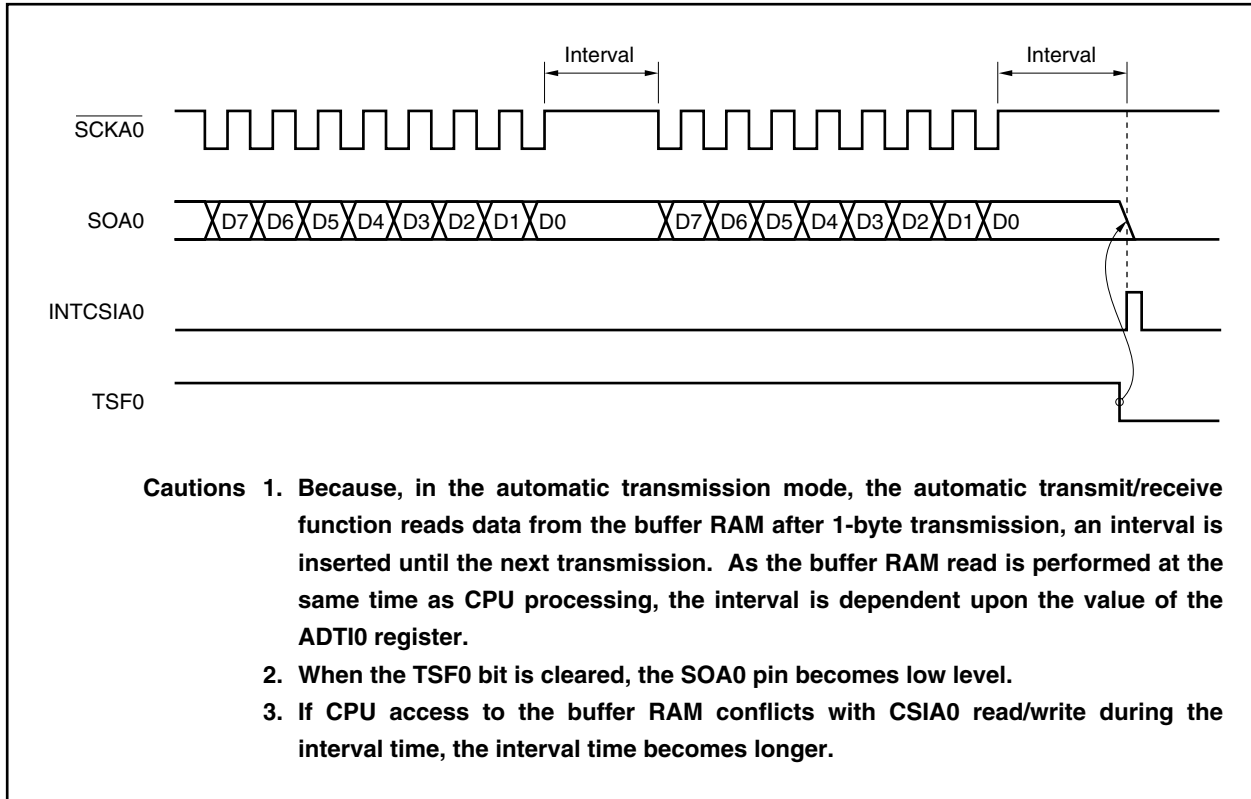 Interval Interval
SCKA0
SOA0 D7 D6 D5 D4 D3 D2 D1 D0 D7 D6 D5 D4 D3 D2 D1 D0
INTCSIA0
TSF0
Cautions 1. Because, in the automatic transmission mode, the automatic transmit/receive
function reads data from the buffer RAM after 1-byte transmission, an interval is
inserted until the next transmission. As the buffer RAM read is performed at the
same time as CPU processing, the interval is dependent upon the value of the
ADTI0 register.
2. When the TSF0 bit is cleared, the SOA0 pin becomes low level.
3. If CPU access to the buffer RAM conflicts with CSIA0 read/write during the
interval time, the interval time becomes longer.